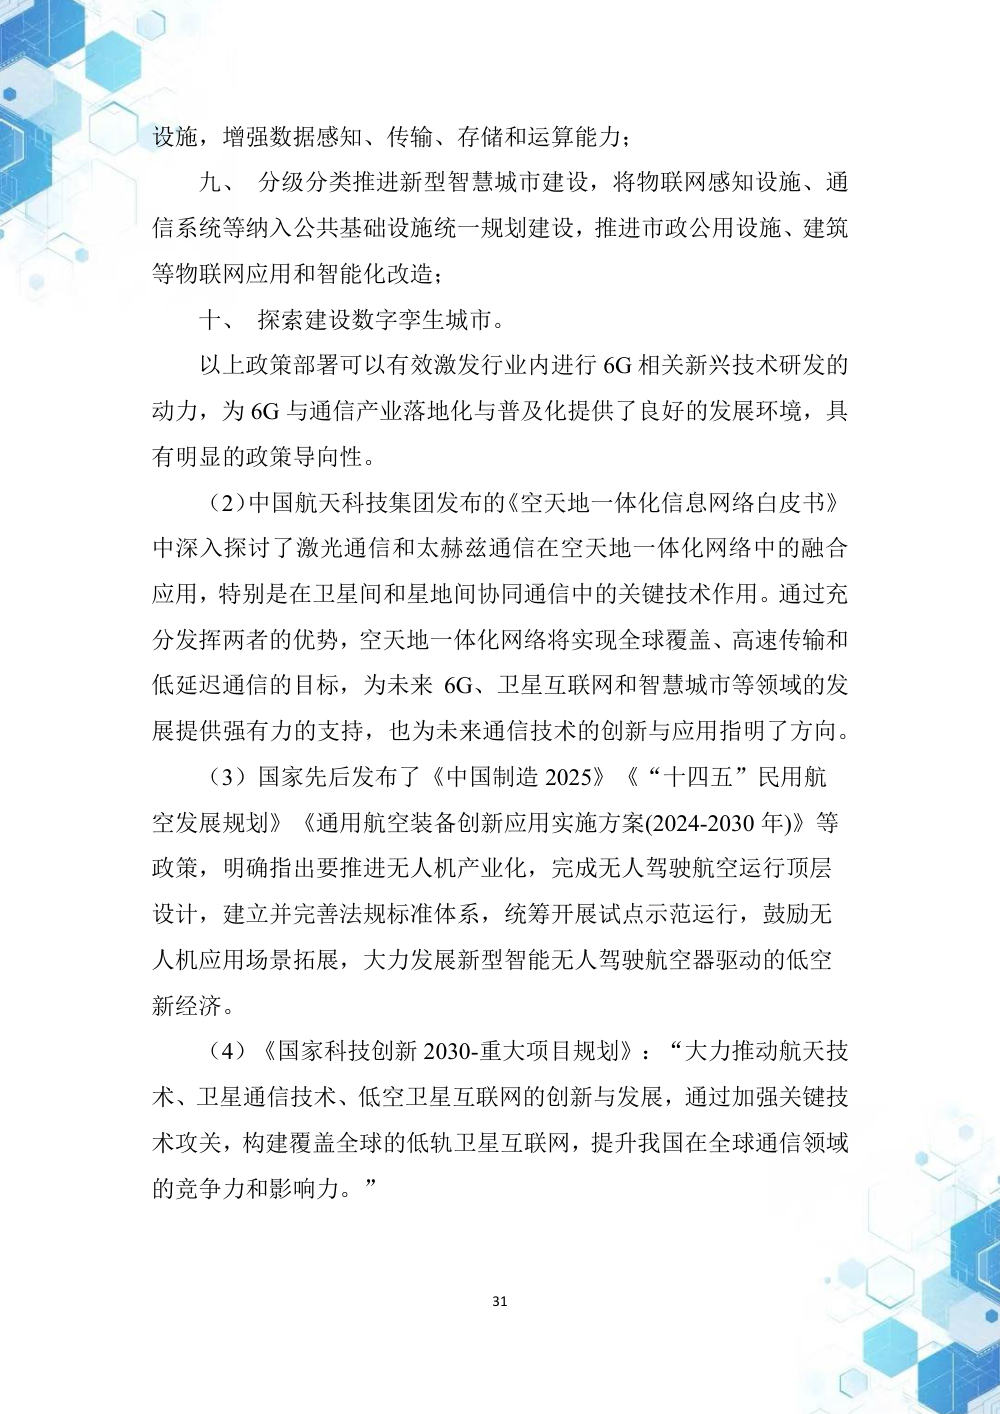 设施，增强数据感知、传输、存储和运算能力；
九、 分级分类推进新型智慧城市建设，将物联网感知设施、通
信系统等纳入公共基础设施统一规划建设，推进市政公用设施、建筑
等物联网应用和智能化改造；
十、 探索建设数字孪生城市。
以上政策部署可以有效激发行业内进行 6G 相关新兴技术研发的
动力，为 6G 与通信产业落地化与普及化提供了良好的发展环境，具
有明显的政策导向性。
（2）中国航天科技集团发布的《空天地一体化信息网络白皮书》
中深入探讨了激光通信和太赫兹通信在空天地一体化网络中的融合
应用，特别是在卫星间和星地间协同通信中的关键技术作用。通过充
分发挥两者的优势，空天地一体化网络将实现全球覆盖、高速传输和
低延迟通信的目标，为未来 6G、卫星互联网和智慧城市等领域的发
展提供强有力的支持，也为未来通信技术的创新与应用指明了方向。
（3）国家先后发布了《中国制造 2025》《“十四五”民用航
空发展规划》《通用航空装备创新应用实施方案(2024-2030 年)》等
政策，明确指出要推进无人机产业化，完成无人驾驶航空运行顶层
设计，建立并完善法规标准体系，统筹开展试点示范运行，鼓励无
人机应用场景拓展，大力发展新型智能无人驾驶航空器驱动的低空
新经济。
（4）《国家科技创新 2030-重大项目规划》：“大力推动航天技
术、卫星通信技术、低空卫星互联网的创新与发展，通过加强关键技
术攻关，构建覆盖全球的低轨卫星互联网，提升我国在全球通信领域
的竞争力和影响力。”
31